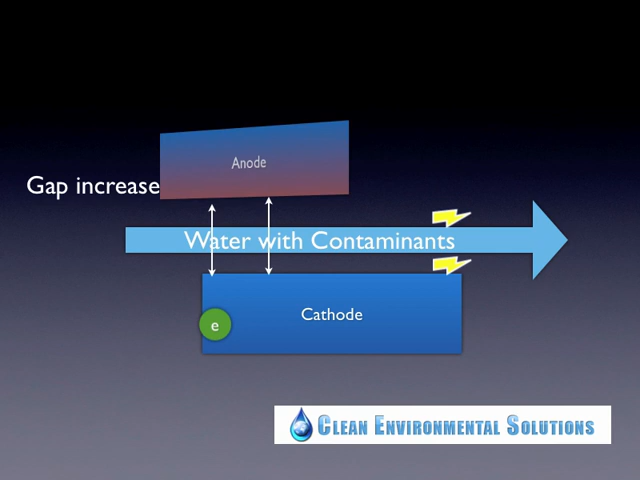 Anode
Gap increase
Water with Contaminants
Cathode
e
CLEAN ENVIRONMENTAL SOLUTIONS